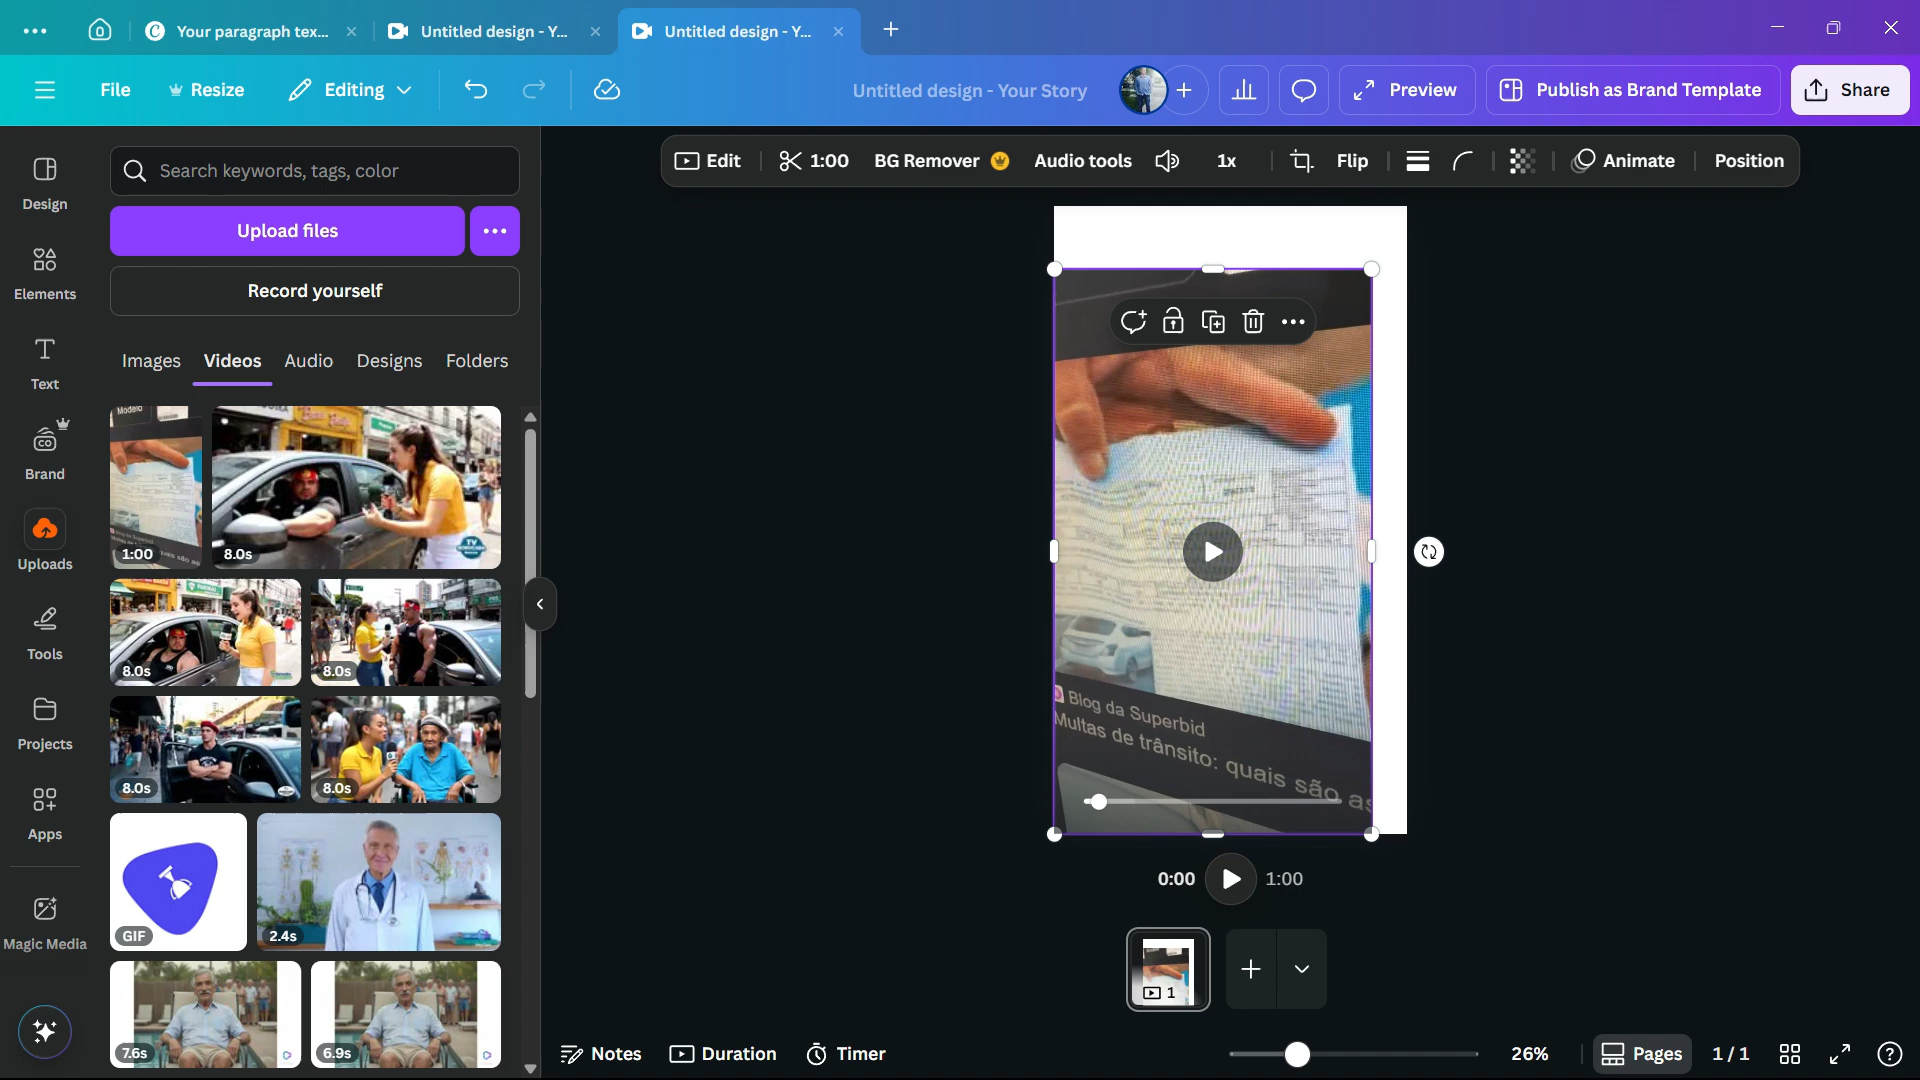 Your paragraph tex...
Untitled design - Y...
Untitled design - Y...
File
Resize
Editing
Untitled design - Your Story
Preview
Publish as Brand Template
Share
Design
Elements
Text
Brand
Uploads
Tools
Projects
Apps
Magic Media
Search keywords, tags, color
Upload files
Record yourself
Images
Videos
Audio
Designs
Folders
Modelo
1:00
8.0s
8.0s
8.0s
8.0s
8.0s
GIF
2.4s
7.6s
6.9s
Edit
1:00
BG Remover
Audio tools
1x
Flip
Animate
Position
Blog da Superbid
Multas de trânsito: quais são as
0:00
1:00
1
Notes
Duration
Timer
26%
Pages
1 / 1